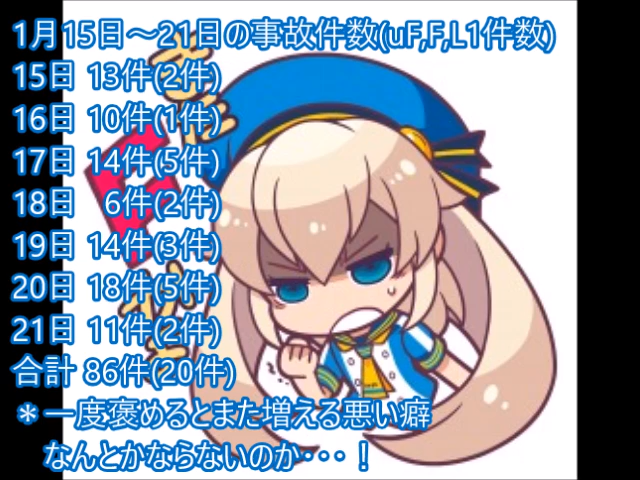 1月15日～21日の事故件数(uF,F,L1件数)
15日 13件(2件)
16日 10件(1件)
17日 14件(5件)
18日 6件(2件)
19日 14件(3件)
20日 18件(5件)
21日 11件(2件)
合計 86件(20件)
＊一度褒めるとまた増える悪い癖
なんとかならないのか・・・！